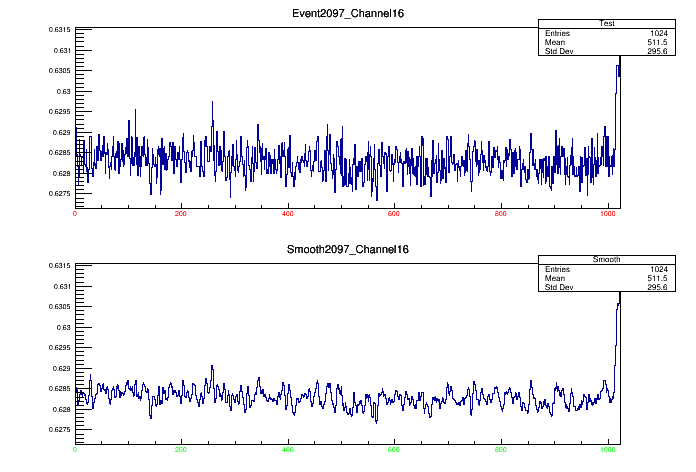 Event2097_Channel16
Test
Entries 1024
Mean 511.5
Std Dev 295.6
0.6315
0.631
0.6305
0.63
0.6295
0.629
0.6285
0.628
0.6275
0 200 400 600 800 1000
Smooth2097_Channel16
Smooth
Entries 1024
Mean 511.5
Std Dev 295.6
0.6315
0.631
0.6305
0.63
0.6295
0.629
0.6285
0.628
0.6275
0 200 400 600 800 1000